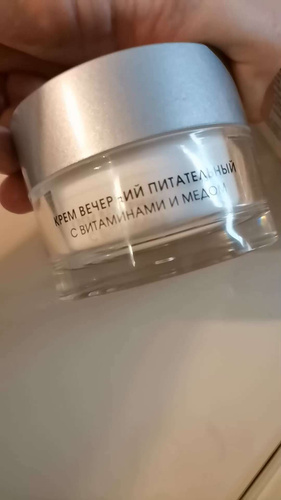 КРЕМ ВЕЧЕРНИЙ ПИТАТЕЛЬНЫЙ
С ВИТАМИНАМИ И МЕДОМ